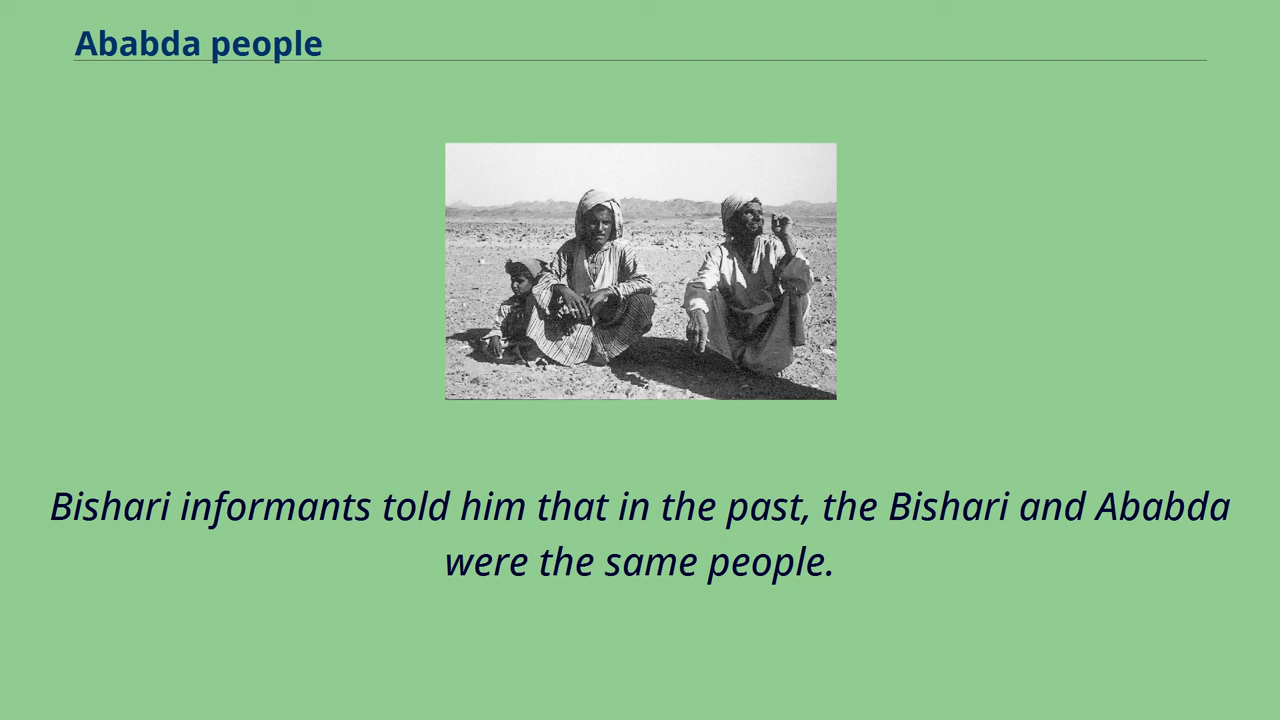 Ababda people
Bishari informants told him that in the past, the Bishari and Ababda
were the same people.